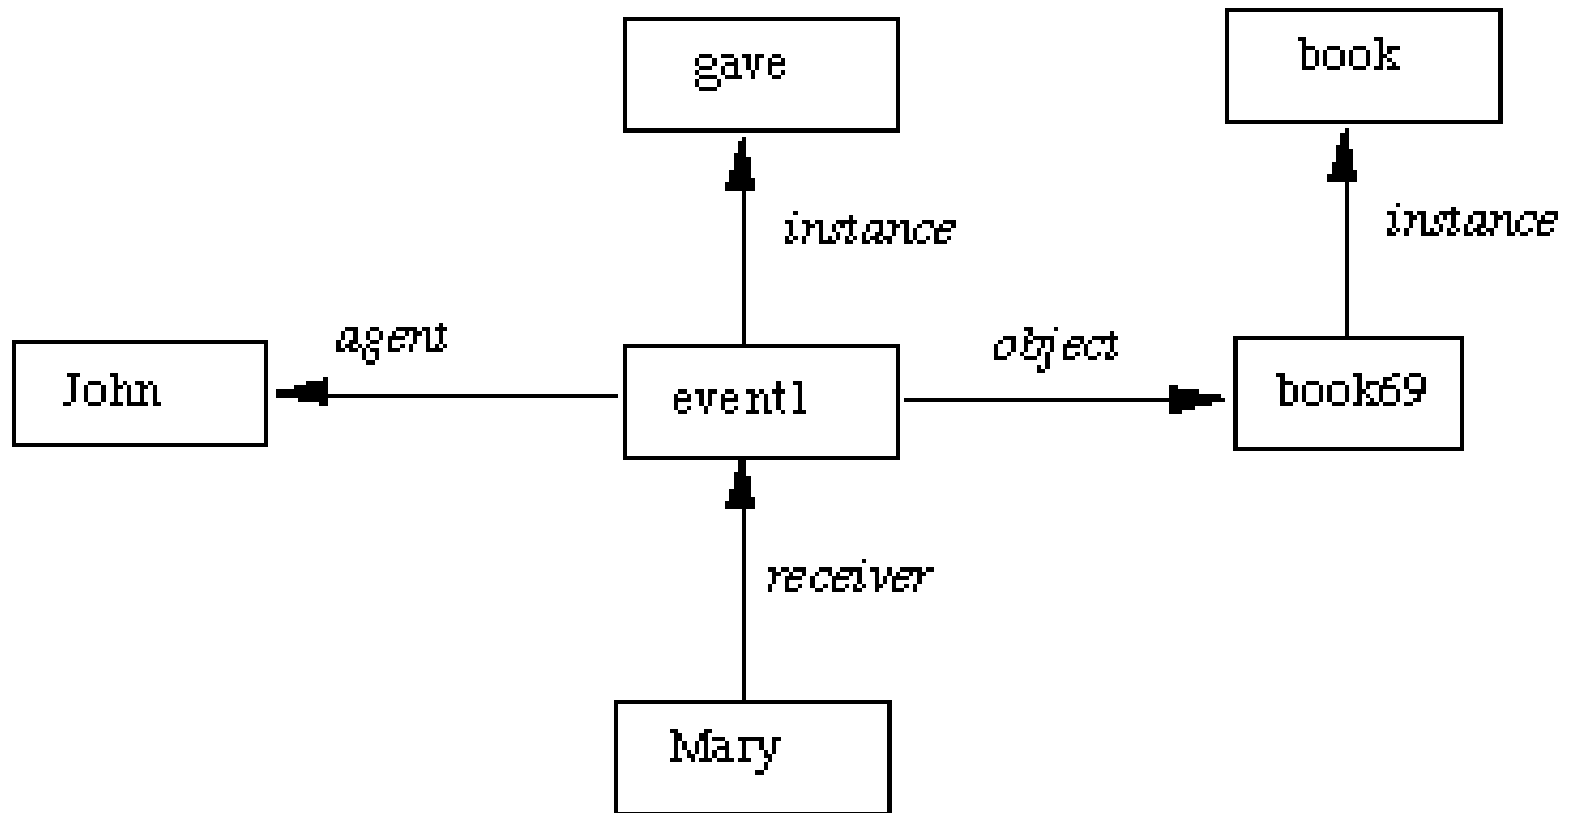 gave
book
instance
instance
agent
object
John
event1
book69
receiver
Mary